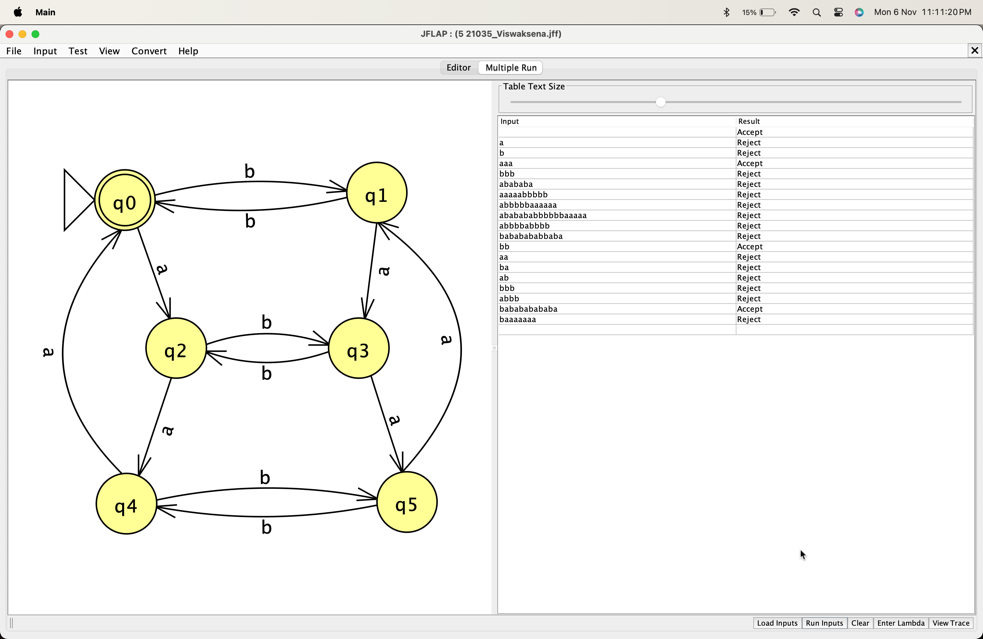 Main
15%
Mon 6 Nov 11:11:20 PM
JFLAP : (5 21035_Viswaksena.jff)
File Input Test View Convert Help
Editor Multiple Run
Table Text Size
Input Result
Accept
a Reject
b Reject
aaa Accept
bbb Reject
abababa Reject
aaaaabbbbb Reject
abbbbbaaaaaa Reject
ababababbbbbbaaaaa Reject
abbbbabbbb Reject
bababababbaba Reject
bb Accept
aa Reject
ba Reject
ab Reject
bbb Reject
abbb Reject
babababababa Accept
baaaaaaa Reject
b
q0
q1
b
a
a
b
q2
q3
a
a
b
a
a
b
q4
q5
b
Load Inputs Run Inputs Clear Enter Lambda View Trace